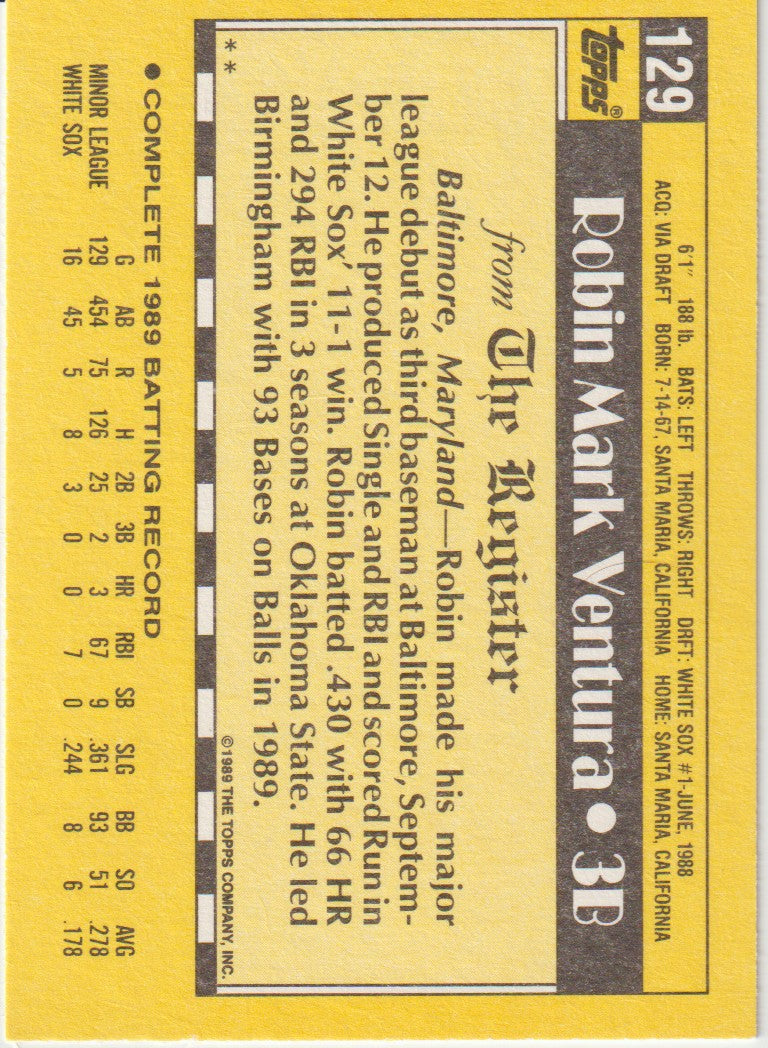 129
6'1" 188 lb. BATS: LEFT THROWS: RIGHT DRFT: WHITE SOX #1-JUNE, 1988
ACQ: VIA DRAFT BORN: 7-14-67, SANTA MARIA, CALIFORNIA HOME: SANTA MARIA, CALIFORNIA
TOPPS®
Robin Mark Ventura • 3B
from The Register
Baltimore, Maryland—Robin made his major
league debut as third baseman at Baltimore, Septem-
ber 12. He produced Single and RBI and scored Run in
White Sox' 11-1 win. Robin batted .430 with 66 HR
and 294 RBI in 3 seasons at Oklahoma State. He led
Birmingham with 93 Bases on Balls in 1989.
* *
©1989 THE TOPPS COMPANY, INC.
• COMPLETE 1989 BATTING RECORD
G AB R H 2B 3B HR RBI SB SLG BB SO AVG
MINOR LEAGUE 129 454 75 126 25 2 3 67 9 .361 93 51 .278
WHITE SOX 16 45 5 8 3 0 0 7 0 .244 8 6 .178